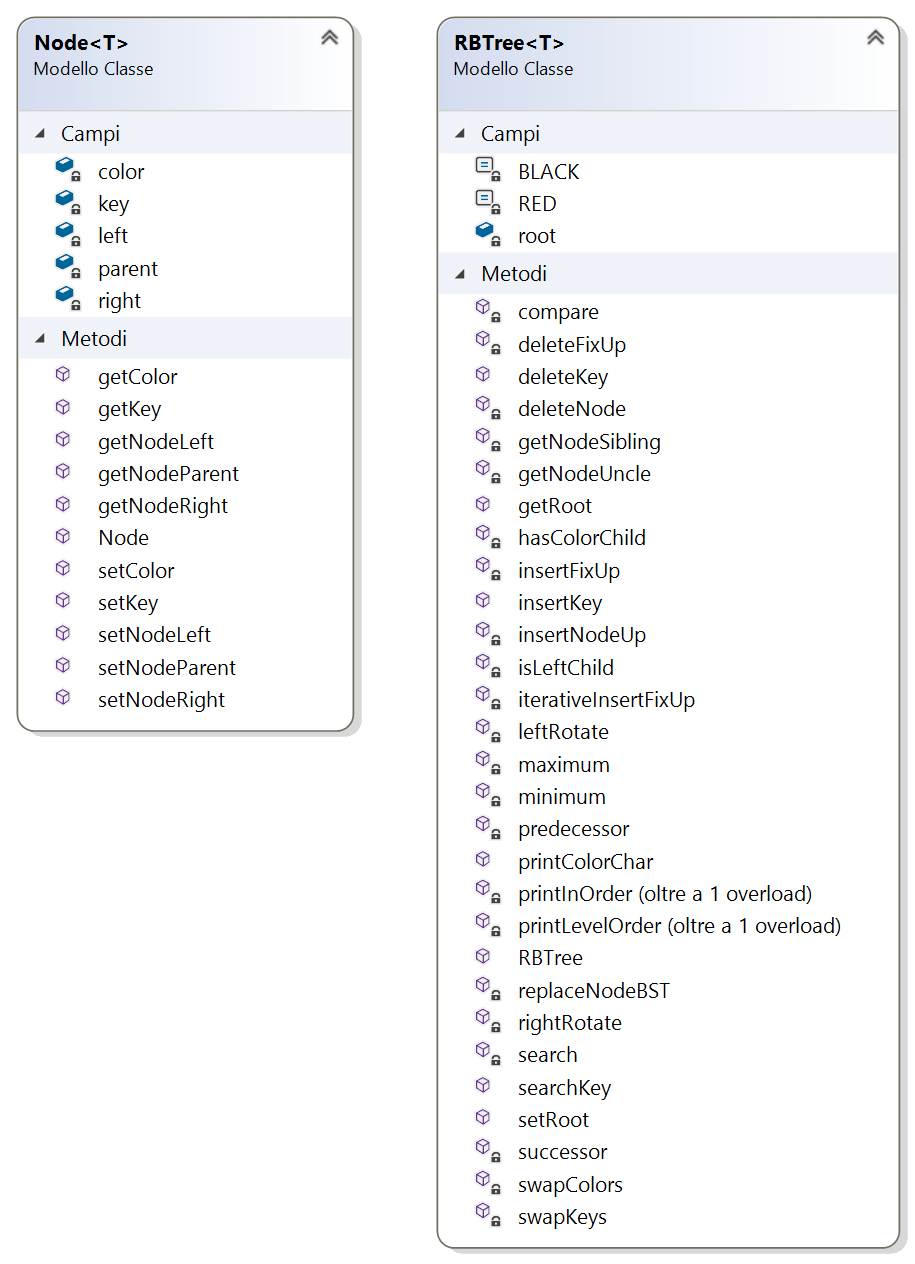 Node<T>
Modello Classe
Campi
color
key
left
parent
right
Metodi
getColor
getKey
getNodeLeft
getNodeParent
getNodeRight
Node
setColor
setKey
setNodeLeft
setNodeParent
setNodeRight
RBTree<T>
Modello Classe
Campi
BLACK
RED
root
Metodi
compare
deleteFixUp
deleteKey
deleteNode
getNodeSibling
getNodeUncle
getRoot
hasColorChild
insertFixUp
insertKey
insertNodeUp
isLeftChild
iterativeInsertFixUp
leftRotate
maximum
minimum
predecessor
printColorChar
printInOrder (oltre a 1 overload)
printLevelOrder (oltre a 1 overload)
RBTree
replaceNodeBST
rightRotate
search
searchKey
setRoot
successor
swapColors
swapKeys